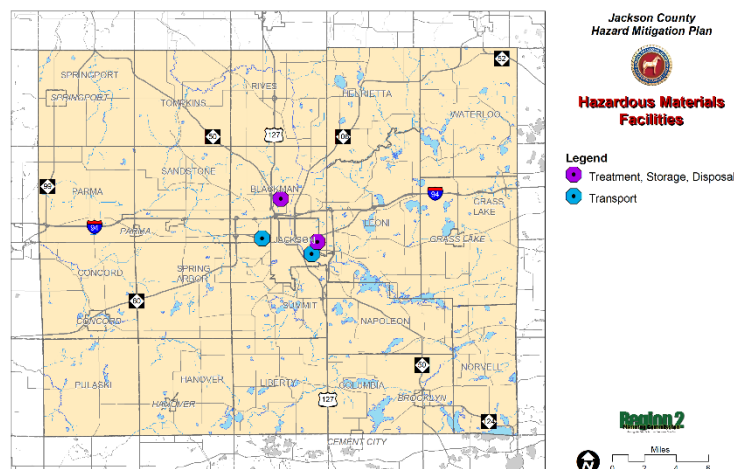 Jackson County
Hazard Mitigation Plan
Hazardous Materials
Facilities
Legend
Treatment, Storage, Disposal
Transport
SPRINGPORT
SPRINGPORT
TOMPKINS
RIVES
HENRIETTA
52
WATERLOO
50
127
106
SANDSTONE
BLACKMAN
99
PARMA
94
GRASS
LAKE
LEONI
94
PARMA
JACKSON
GRASS LAKE
CONCORD
SPRING
ARBOR
60
SUMMIT
CONCORD
NAPOLEON
PULASKI
HANOVER
LIBERTY
COLUMBIA
NORVELL
HANOVER
127
BROOKLYN
124
CEMENT CITY
Region 2
Miles